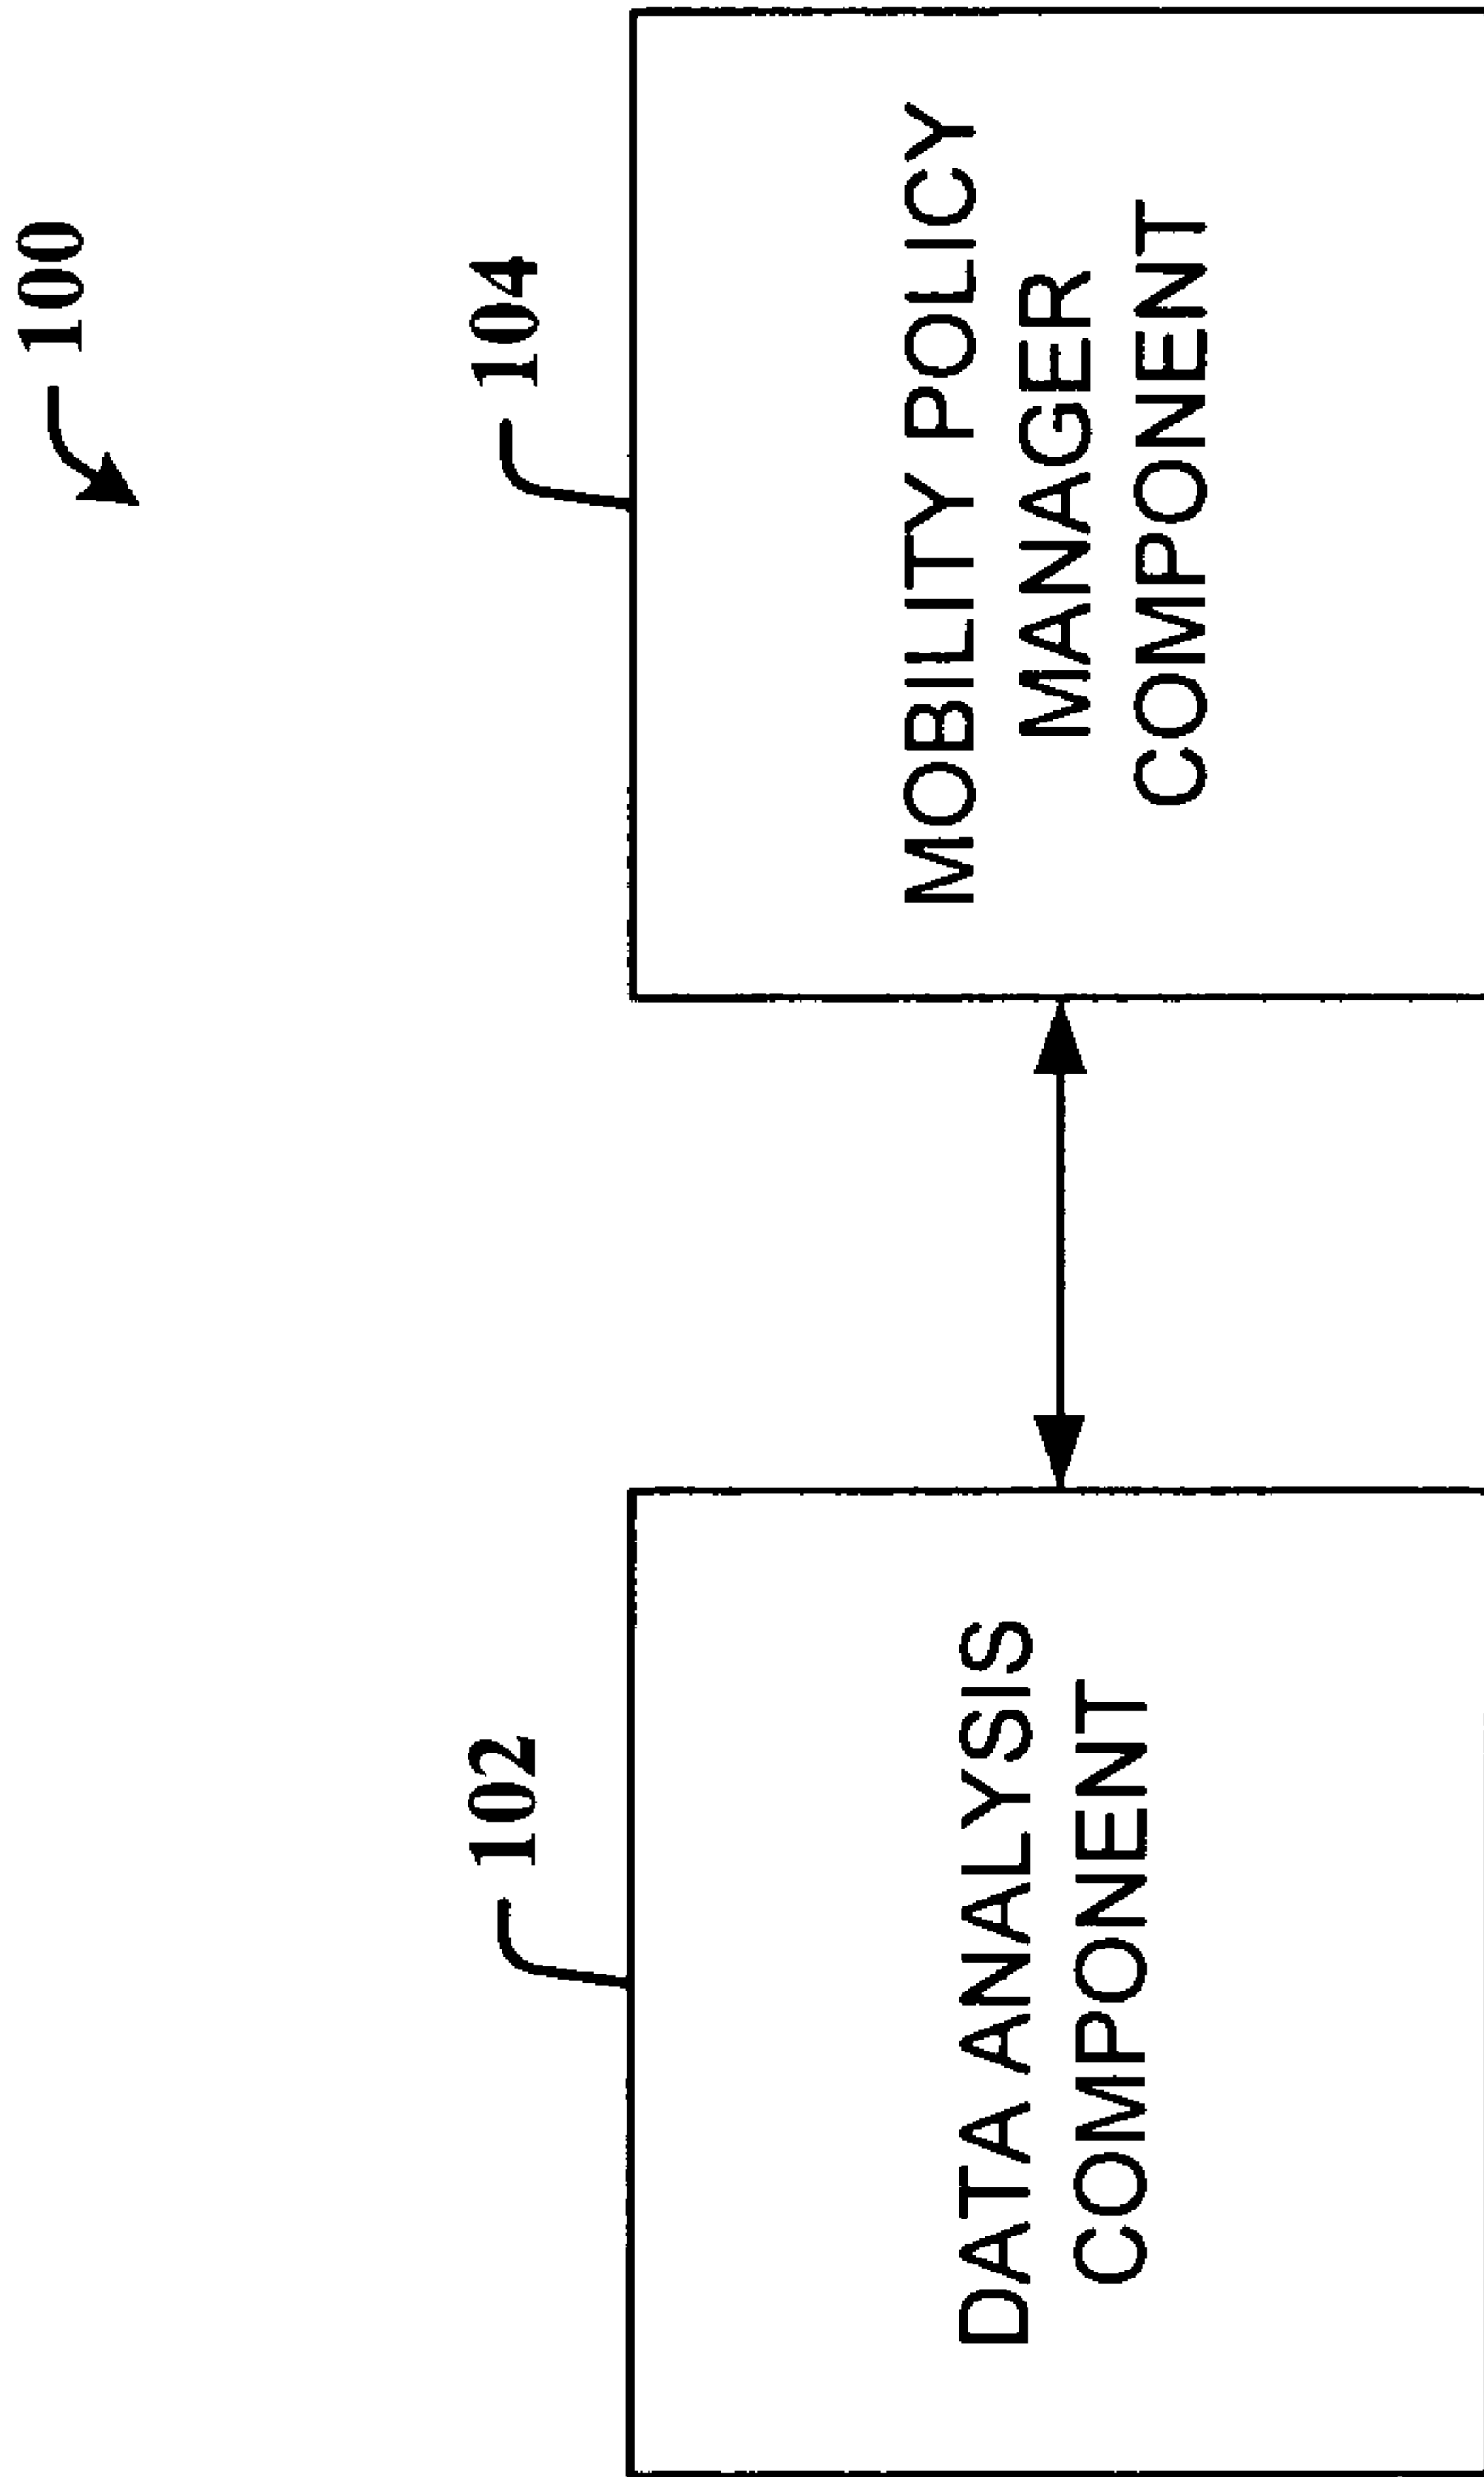 100
102
DATA ANALYSIS
COMPONENT
104
MOBILITY POLICY
MANAGER
COMPONENT